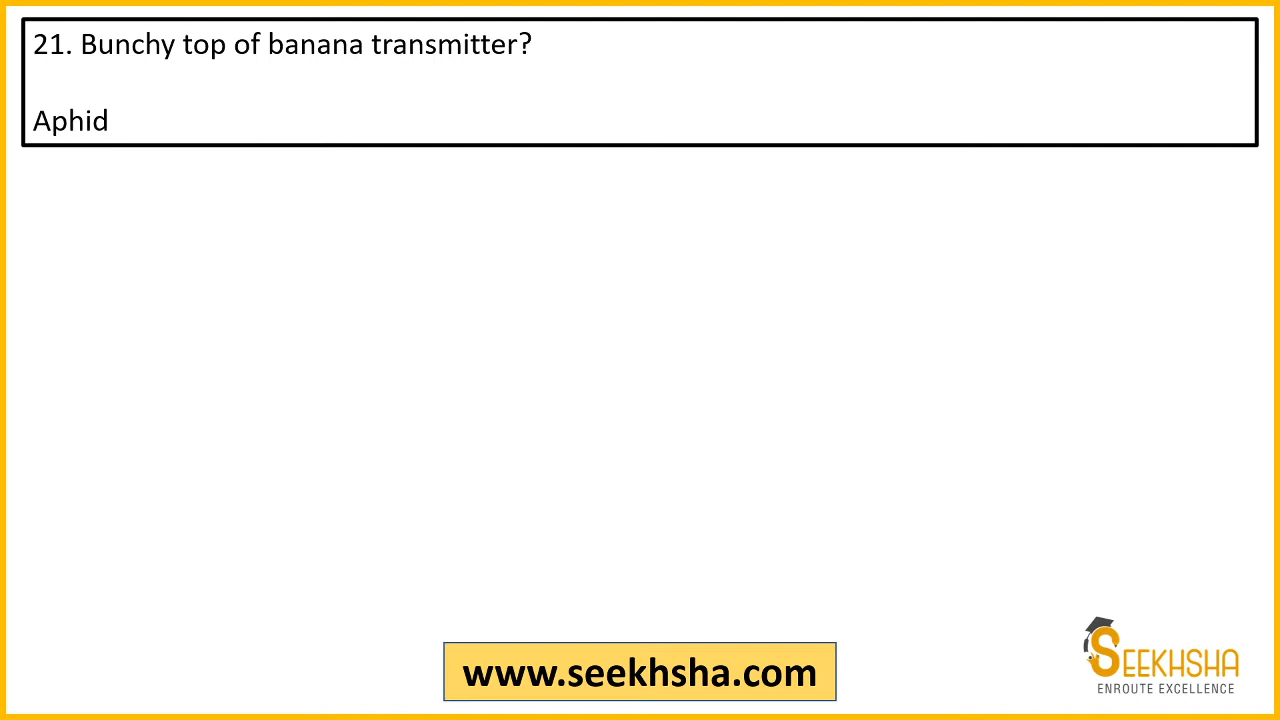 21. Bunchy top of banana transmitter?
Aphid
www.seekhsha.com
SEEKHSHA
ENROUTE EXCELLENCE